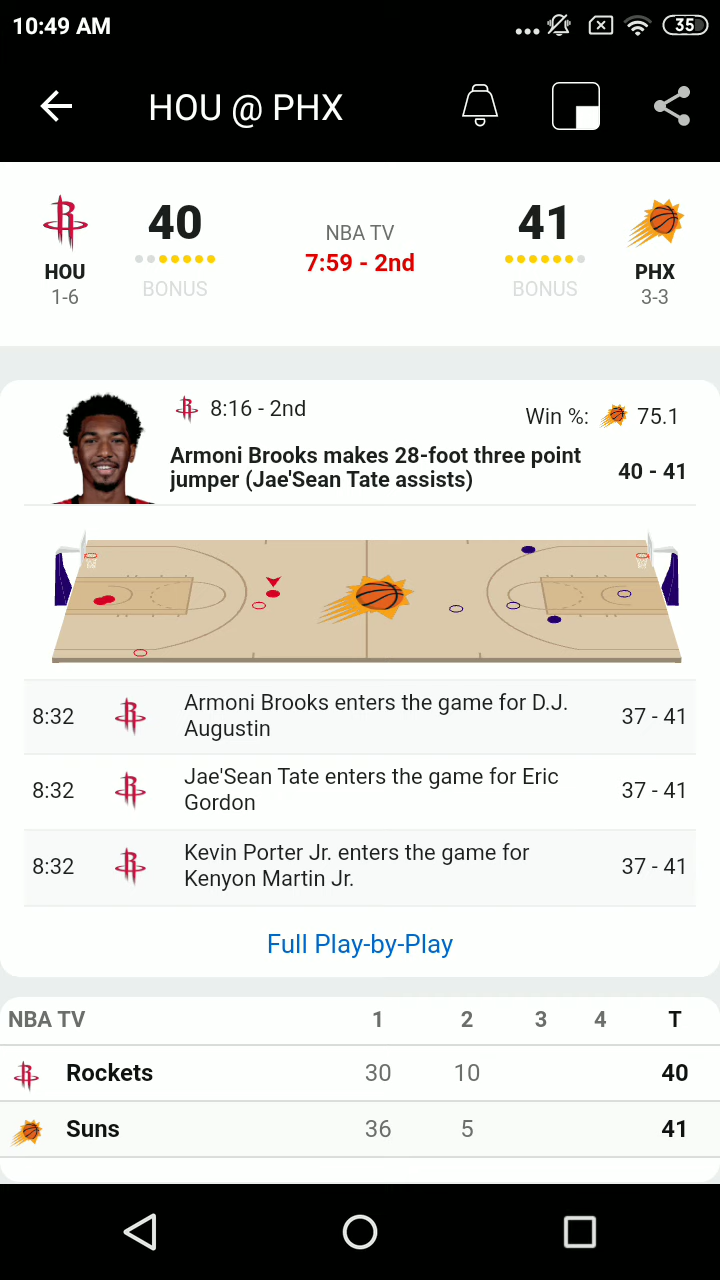 10:49 AM
35
HOU @ PHX
40
NBA TV
41
HOU
7:59 - 2nd
PHX
1-6
BONUS
BONUS
3-3
8:16 - 2nd
Win %:
75.1
Armoni Brooks makes 28-foot three point
jumper (Jae'Sean Tate assists)
40 - 41
8:32
Armoni Brooks enters the game for D.J.
Augustin
37 - 41
8:32
Jae'Sean Tate enters the game for Eric
Gordon
37 - 41
8:32
Kevin Porter Jr. enters the game for
Kenyon Martin Jr.
37 - 41
Full Play-by-Play
NBA TV 1 2 3 4 T
Rockets 30 10 40
Suns 36 5 41